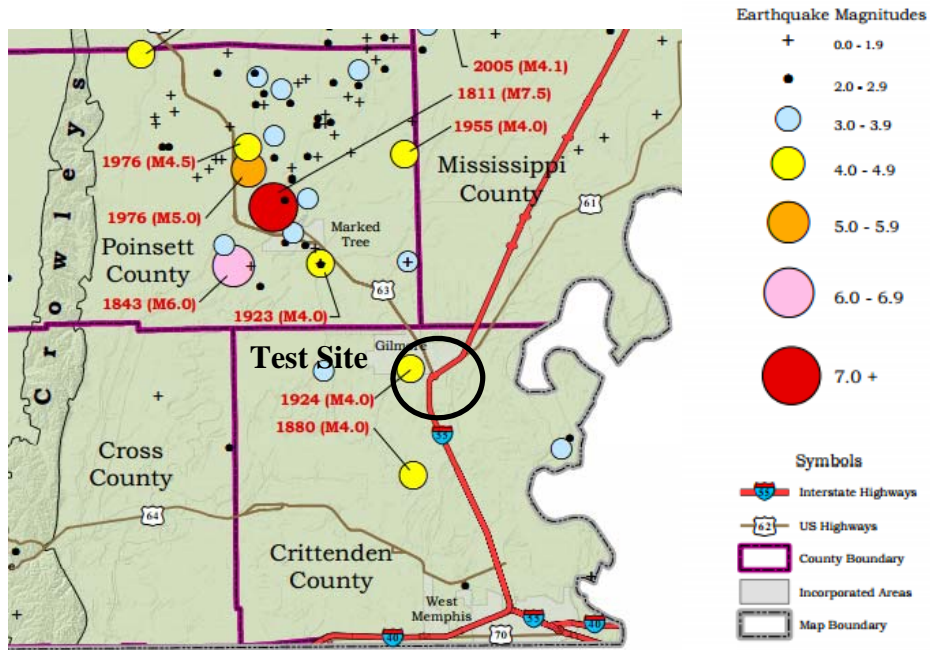 Earthquake Magnitudes
0.0 - 1.9
2.0 - 2.9
3.0 - 3.9
4.0 - 4.9
5.0 - 5.9
6.0 - 6.9
7.0 +
Symbols
55
Interstate Highways
62
US Highways
County Boundary
Incorporated Areas
Map Boundary
2005 (M4.1)
1811 (M7.5)
1955 (M4.0)
1976 (M4.5)
Mississippi
County
61
1976 (M5.0)
Marked
Tree
Poinsett
County
1843 (M6.0)
63
1923 (M4.0)
Crowleys
Test Site
Gilmore
1924 (M4.0)
1880 (M4.0)
55
Cross
County
64
Crittenden
County
West
Memphis
55
40
40
70